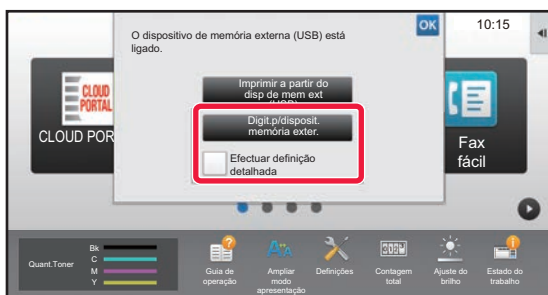 O dispositivo de memória externa (USB) está
ligado.
OK
10:15
Imprimir a partir do
disp de mem ext
(USB)
Digit.p/disposit.
memória exter.
Efectuar definição
detalhada
CLOUD
PORTAL
CLOUD POR
Fax
fácil
Quant.Toner
Bk
C
M
Y
Guia de
operação
Ampliar
modo
apresentação
Definições
Contagem
total
Ajuste do
brilho
Estado do
trabalho